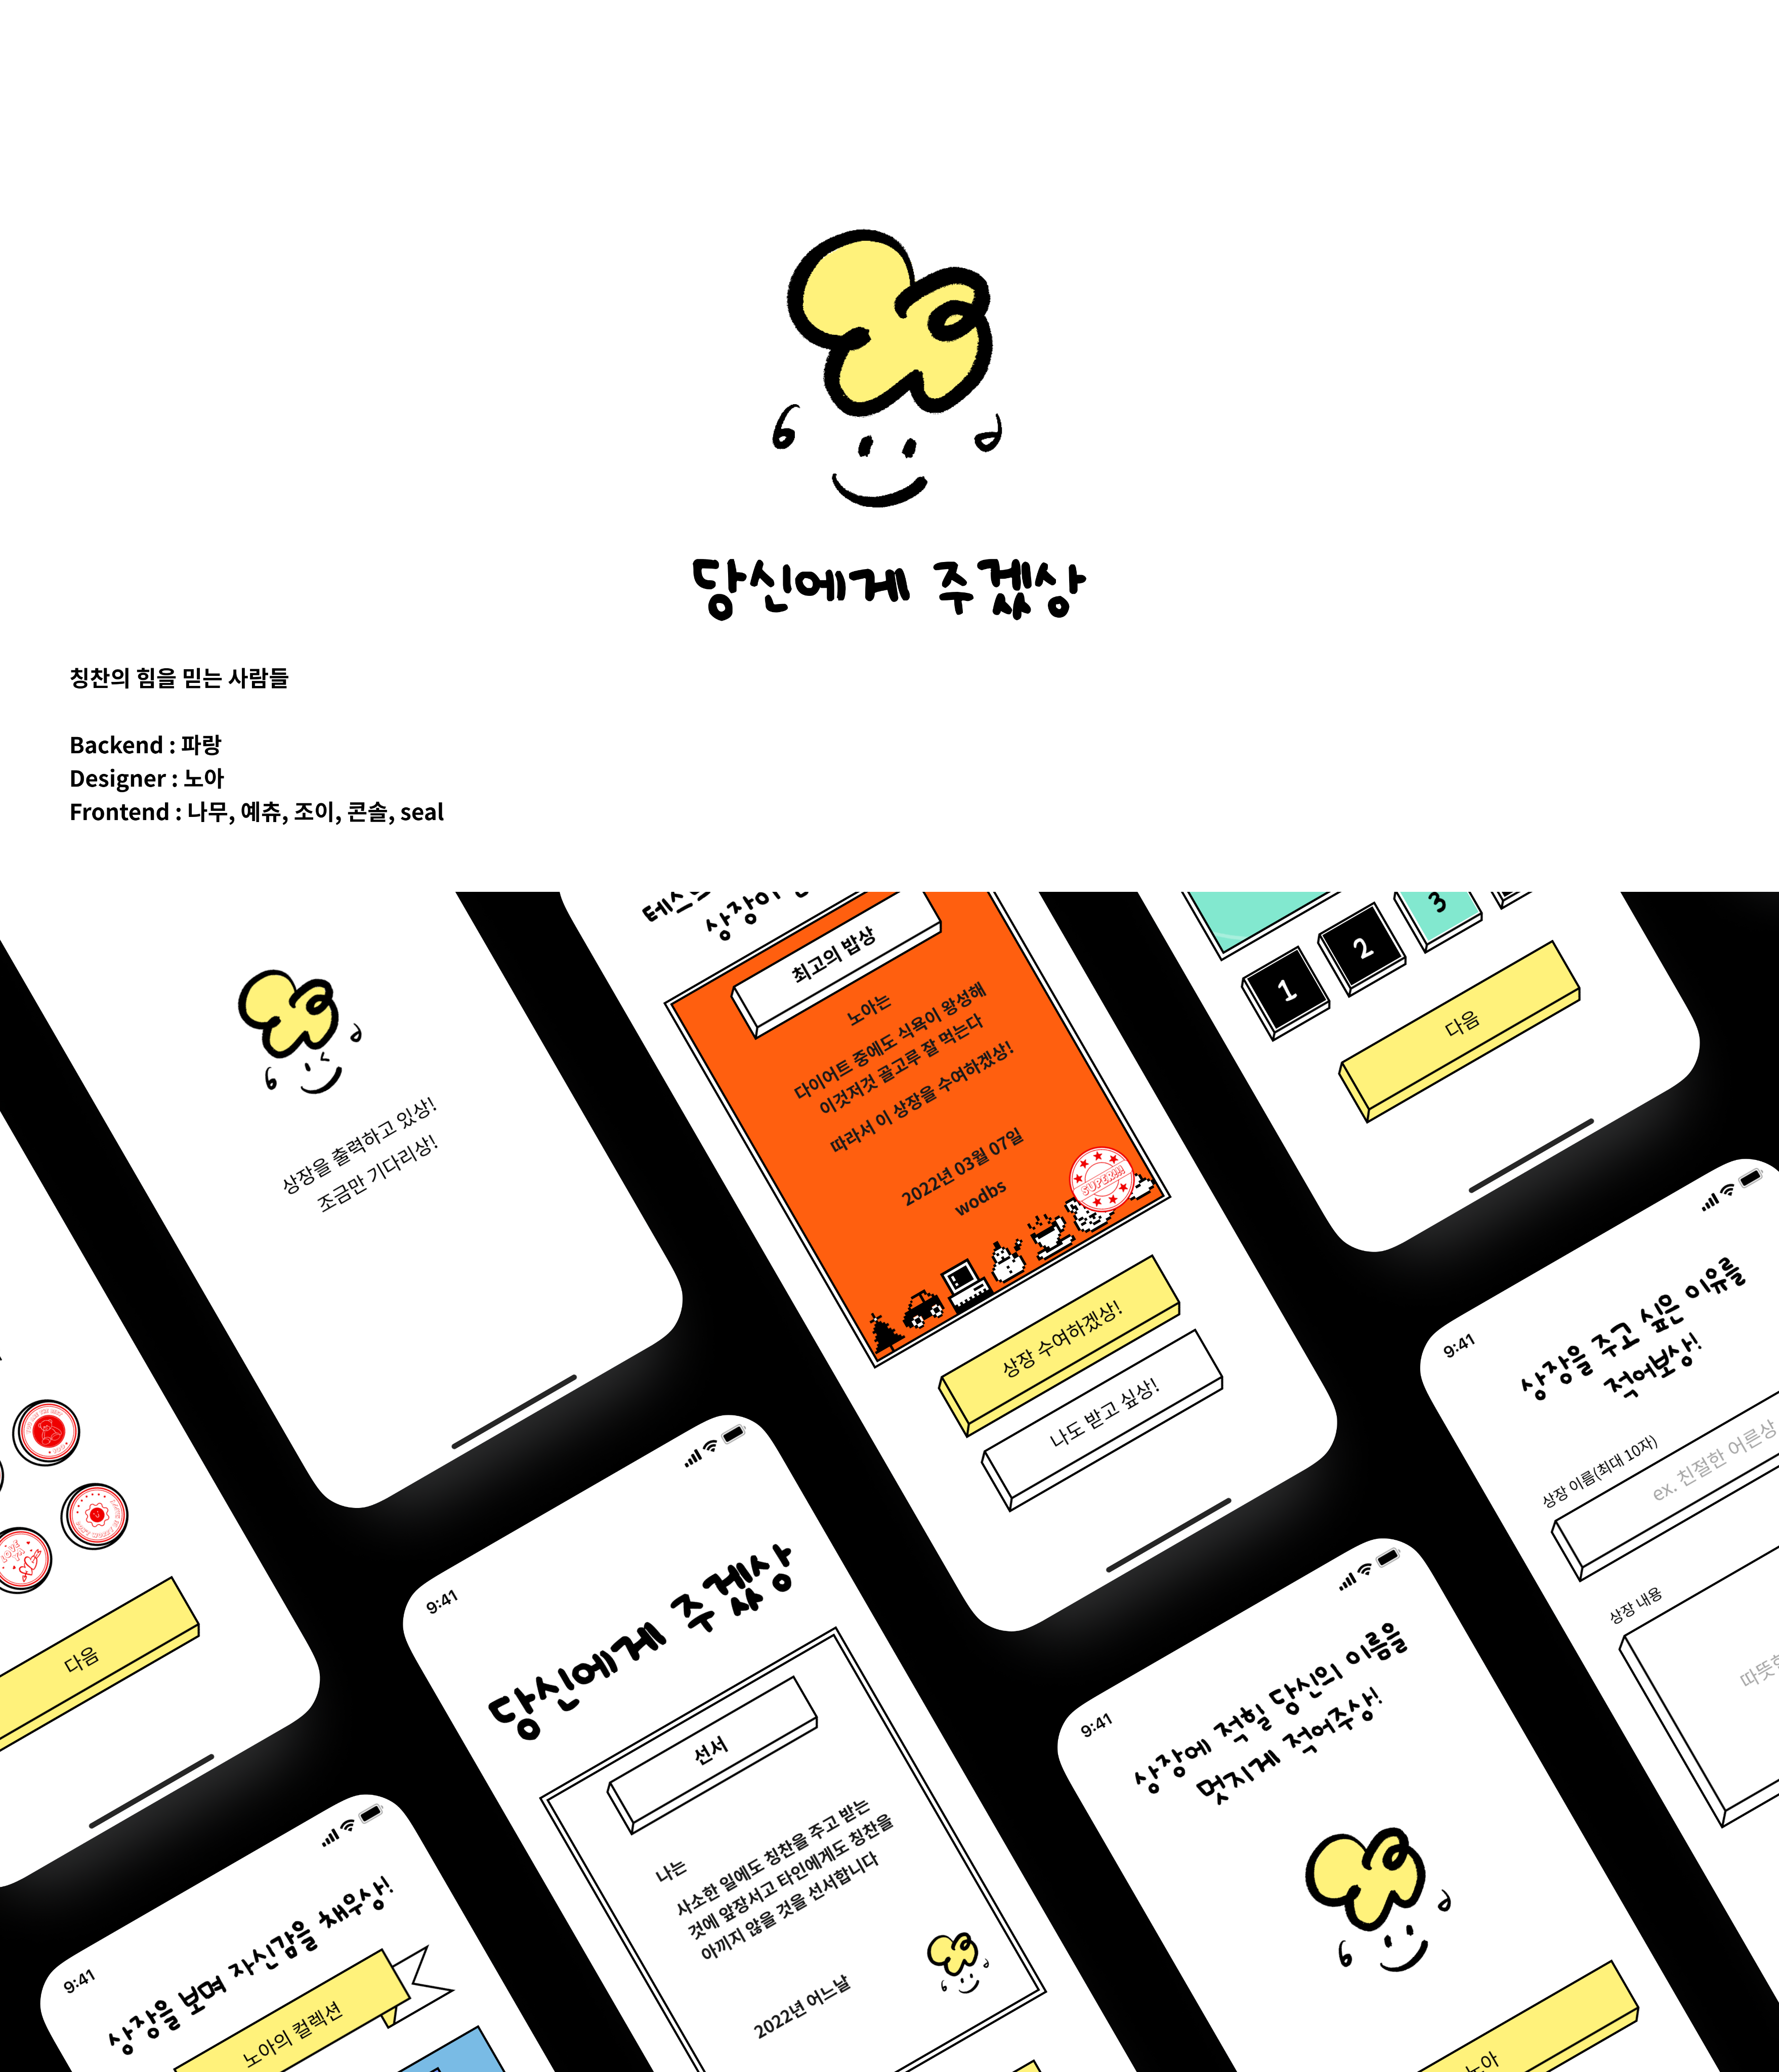 당신에게 주겠상
칭찬의 힘을 믿는 사람들
Backend : 파랑
Designer : 노아
Frontend : 나무, 예츄, 조이, 콘솔, seal
상장을 출력하고 있상!
조금만 기다리상!
최고의 밥상
노아는
다이어트 중에도 식욕이 왕성해
이것저것 골고루 잘 먹는다
따라서 이 상장을 수여하겠상!
2022년 03월 07일
wodbs
상장 수여하겠상!
나도 받고 싶상!
1
2
3
다음
9:41
상장을 주고 싶은 이유를
적어보상!
상장 이름(최대 10자)
ex. 친절한 어른상
상장 내용
다음
9:41
당신에게 주겠상
선서
나는
사소한 일에도 칭찬을 주고 받는
것에 앞장서고 타인에게도 칭찬을
아끼지 않을 것을 선서합니다
2022년 어느날
9:41
상장에 적힐 당신의 이름을
멋지게 적어주상!
노아
9:41
상장을 보며 자신감을 채우상!
노아의 컬렉션